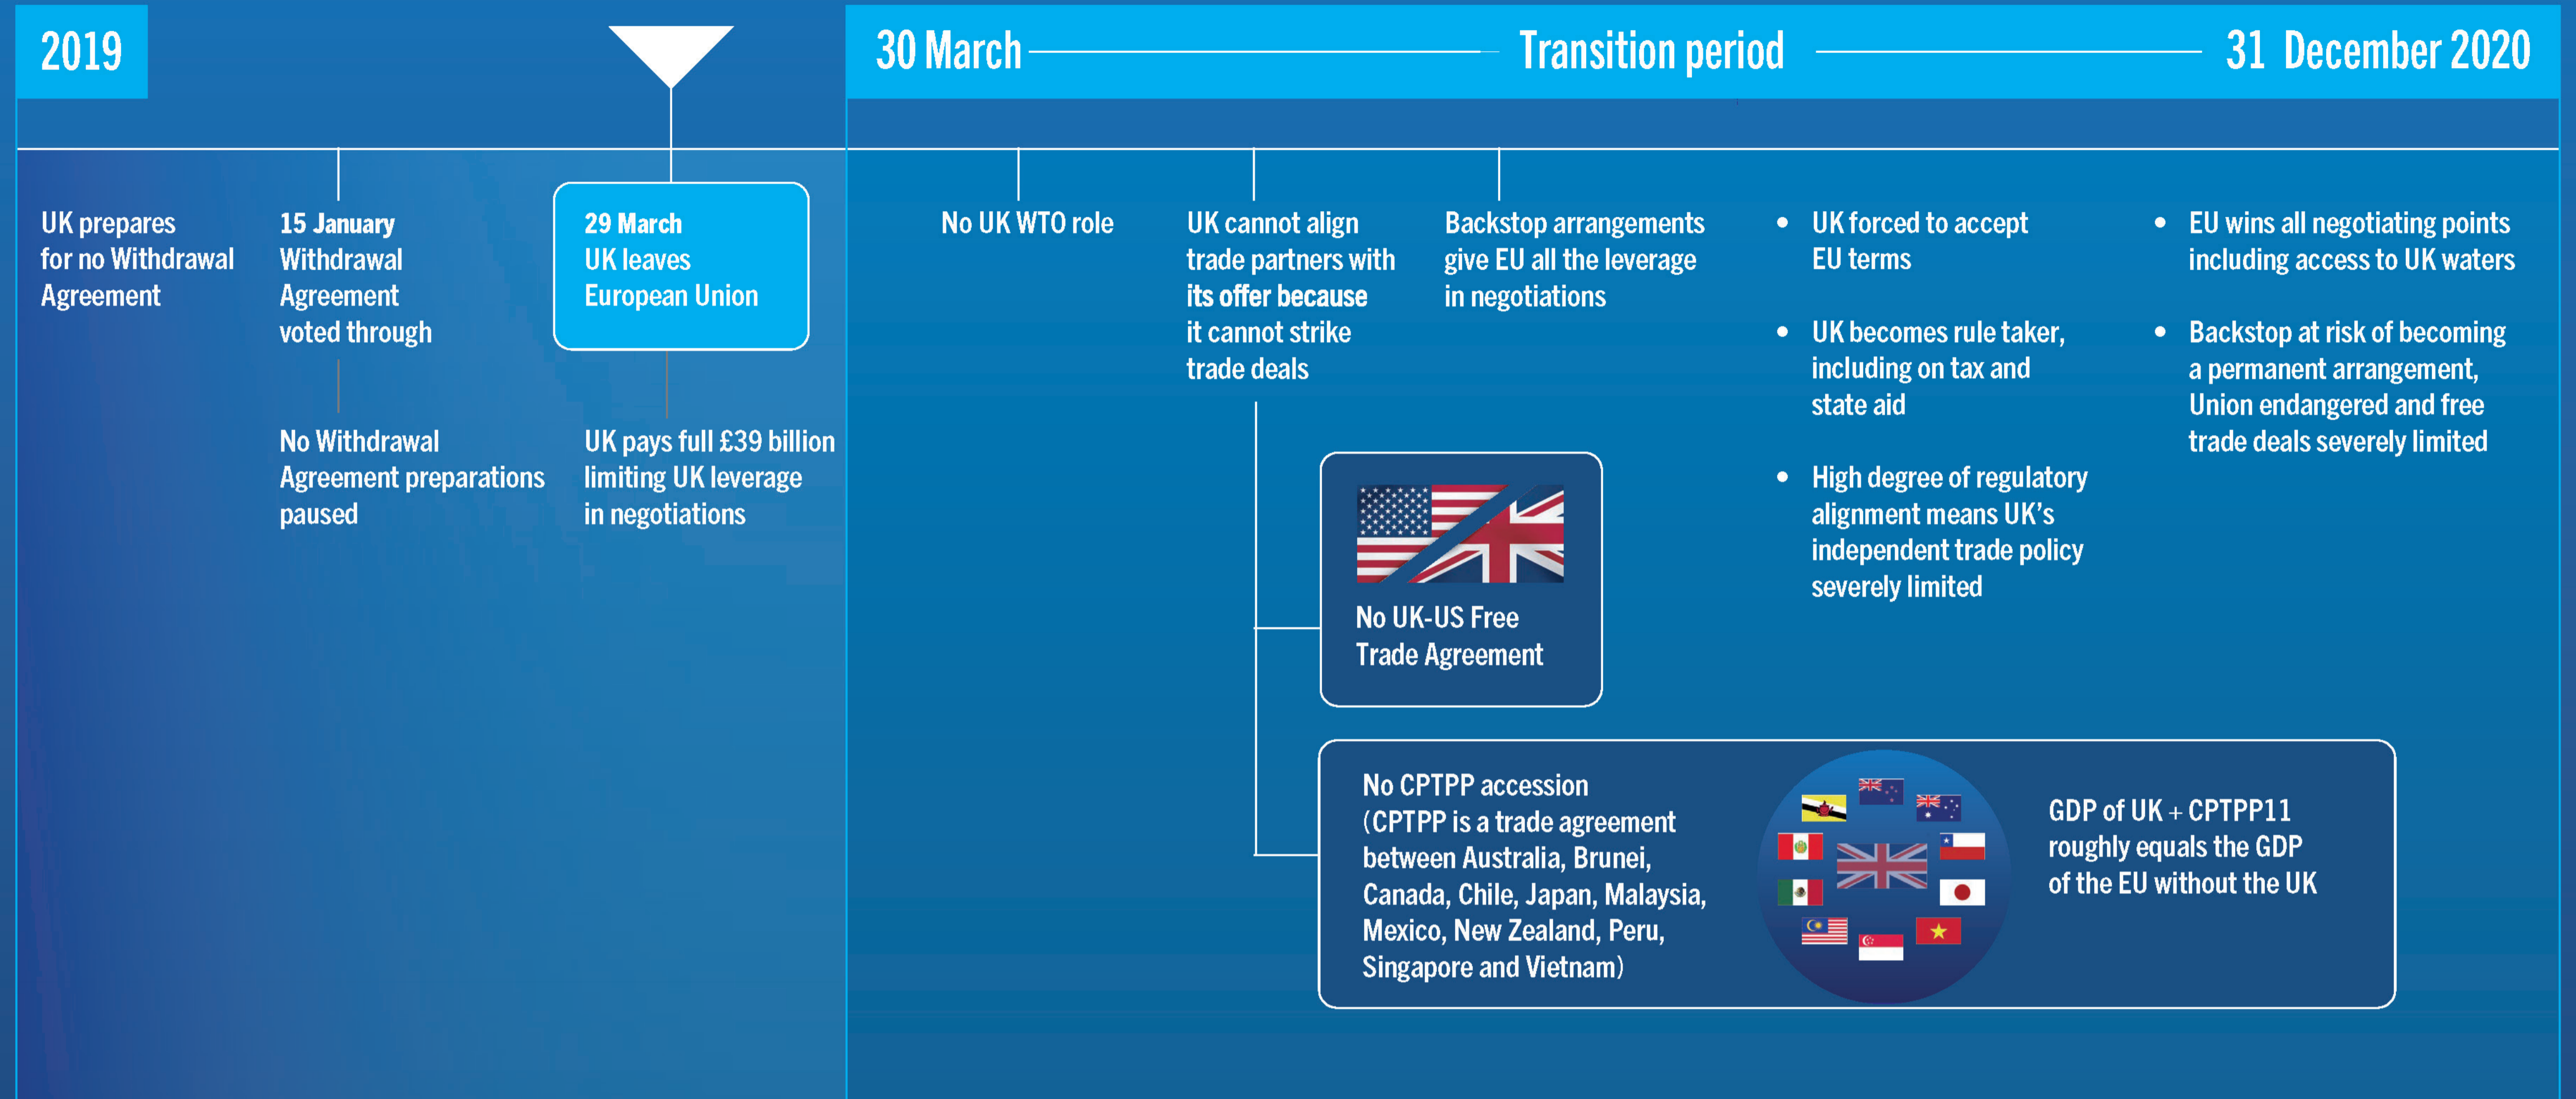 2019
30 March
Transition period
31 December 2020
UK prepares
for no Withdrawal
Agreement
15 January
Withdrawal
Agreement
voted through
No Withdrawal
Agreement preparations
paused
29 March
UK leaves
European Union
UK pays full £39 billion
limiting UK leverage
in negotiations
No UK WTO role
UK cannot align
trade partners with
its offer because
it cannot strike
trade deals
Backstop arrangements
give EU all the leverage
in negotiations
• UK forced to accept
EU terms
• UK becomes rule taker,
including on tax and
state aid
• High degree of regulatory
alignment means UK's
independent trade policy
severely limited
• EU wins all negotiating points
including access to UK waters
• Backstop at risk of becoming
a permanent arrangement,
Union endangered and free
trade deals severely limited
No UK-US Free
Trade Agreement
No CPTPP accession
(CPTPP is a trade agreement
between Australia, Brunei,
Canada, Chile, Japan, Malaysia,
Mexico, New Zealand, Peru,
Singapore and Vietnam)
GDP of UK + CPTPP11
roughly equals the GDP
of the EU without the UK